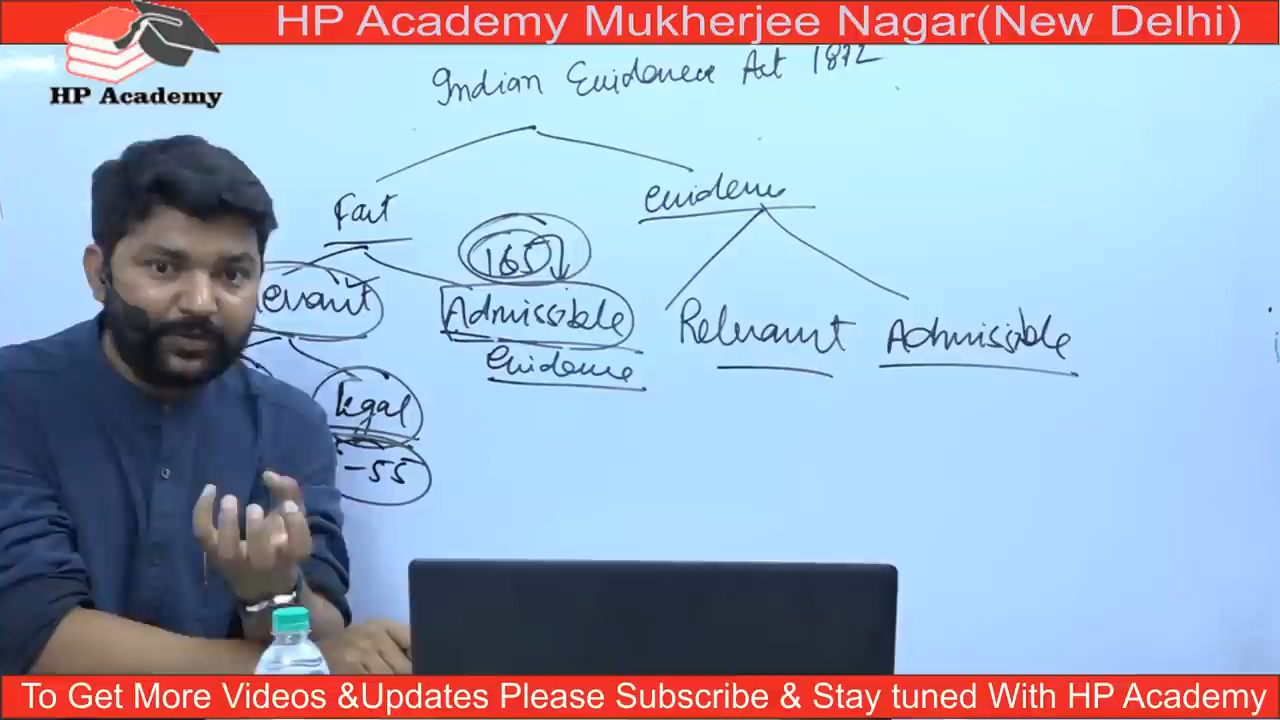 HP Academy Mukherjee Nagar(New Delhi)
HP Academy
Indian Evidence Act 1872
Fact
evidence
165
evant
Admissible
evidence
Relevant
Admissible
legal
-55
To Get More Videos &Updates Please Subscribe & Stay tuned With HP Academy